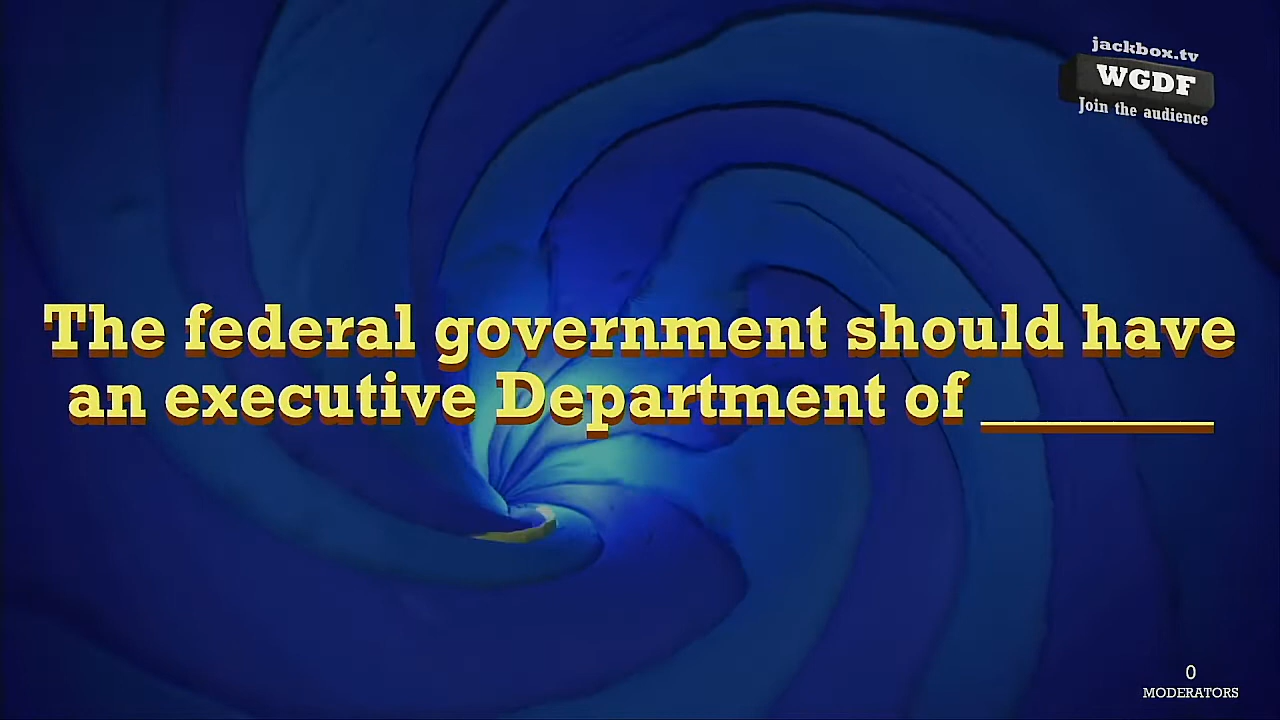 jackbox.tv
WGDF
Join the audience
The federal government should have
an executive Department of ________
0
MODERATORS